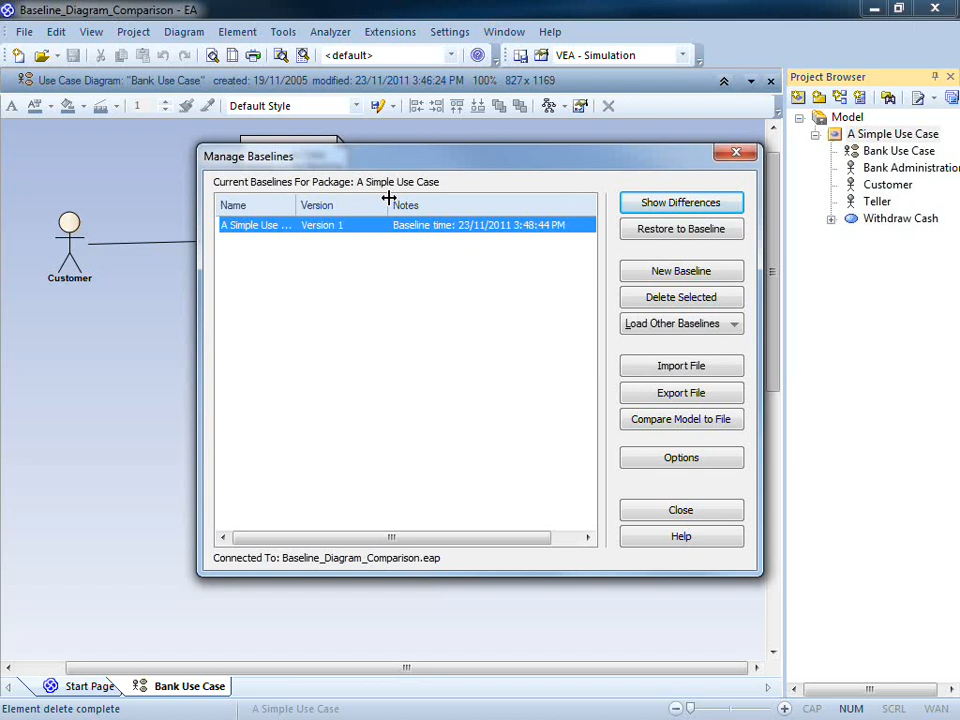 Baseline_Diagram_Comparison - EA
File Edit View Project Diagram Element Tools Analyzer Extensions Settings Window Help
<default> VEA - Simulation
Use Case Diagram: "Bank Use Case" created: 19/11/2005 modified: 23/11/2011 3:46:24 PM 100% 827 x 1169
1 Default Style
Project Browser
Model
A Simple Use Case
Bank Use Case
Bank Administratio
Customer
Teller
Withdraw Cash
Customer
Manage Baselines
Current Baselines For Package: A Simple Use Case
Name Version Notes
A Simple Use ... Version 1 Baseline time: 23/11/2011 3:48:44 PM
Show Differences
Restore to Baseline
New Baseline
Delete Selected
Load Other Baselines
Import File
Export File
Compare Model to File
Options
Close
Help
Connected To: Baseline_Diagram_Comparison.eap
Start Page Bank Use Case
Element delete complete A Simple Use Case CAP NUM SCRL WAN